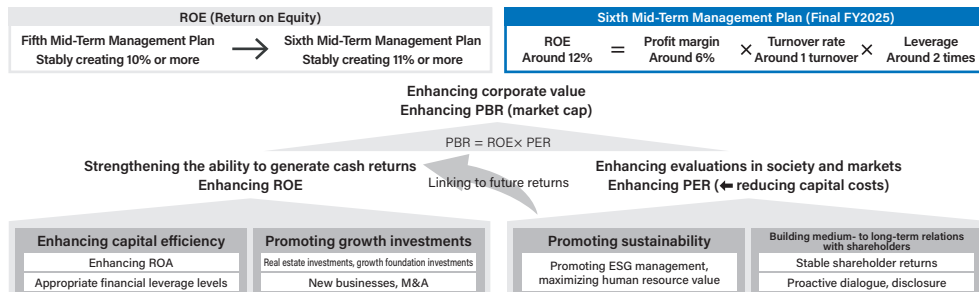 ROE (Return on Equity)
Fifth Mid-Term Management Plan
Stably creating 10% or more
→
Sixth Mid-Term Management Plan
Stably creating 11% or more
Sixth Mid-Term Management Plan (Final FY2025)
ROE
Around 12%
=
Profit margin
Around 6%
×
Turnover rate
Around 1 turnover
×
Leverage
Around 2 times
Enhancing corporate value
Enhancing PBR (market cap)
PBR = ROE× PER
Strengthening the ability to generate cash returns
Enhancing ROE
Linking to future returns
Enhancing evaluations in society and markets
Enhancing PER (← reducing capital costs)
Enhancing capital efficiency
Enhancing ROA
Appropriate financial leverage levels
Promoting growth investments
Real estate investments, growth foundation investments
New businesses, M&A
Promoting sustainability
Promoting ESG management,
maximizing human resource value
Building medium- to long-term relations
with shareholders
Stable shareholder returns
Proactive dialogue, disclosure